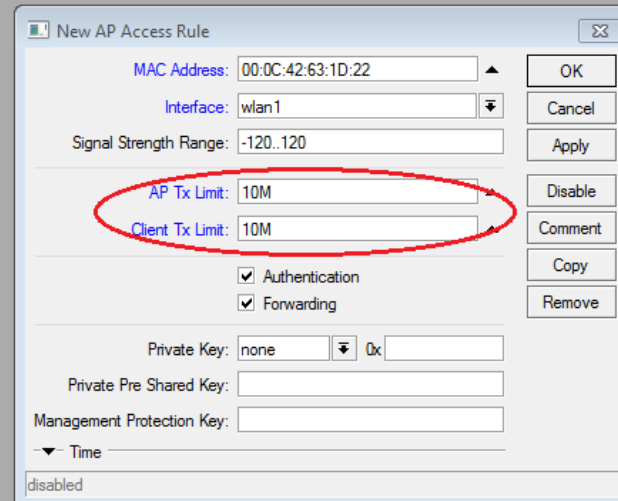 New AP Access Rule
MAC Address: 00:0C:42:63:1D:22
OK
Interface: wlan1
Cancel
Signal Strength Range: -120..120
Apply
AP Tx Limit: 10M
Disable
Client Tx Limit: 10M
Comment
Authentication
Copy
Forwarding
Remove
Private Key: none 0x
Private Pre Shared Key:
Management Protection Key:
Time
disabled